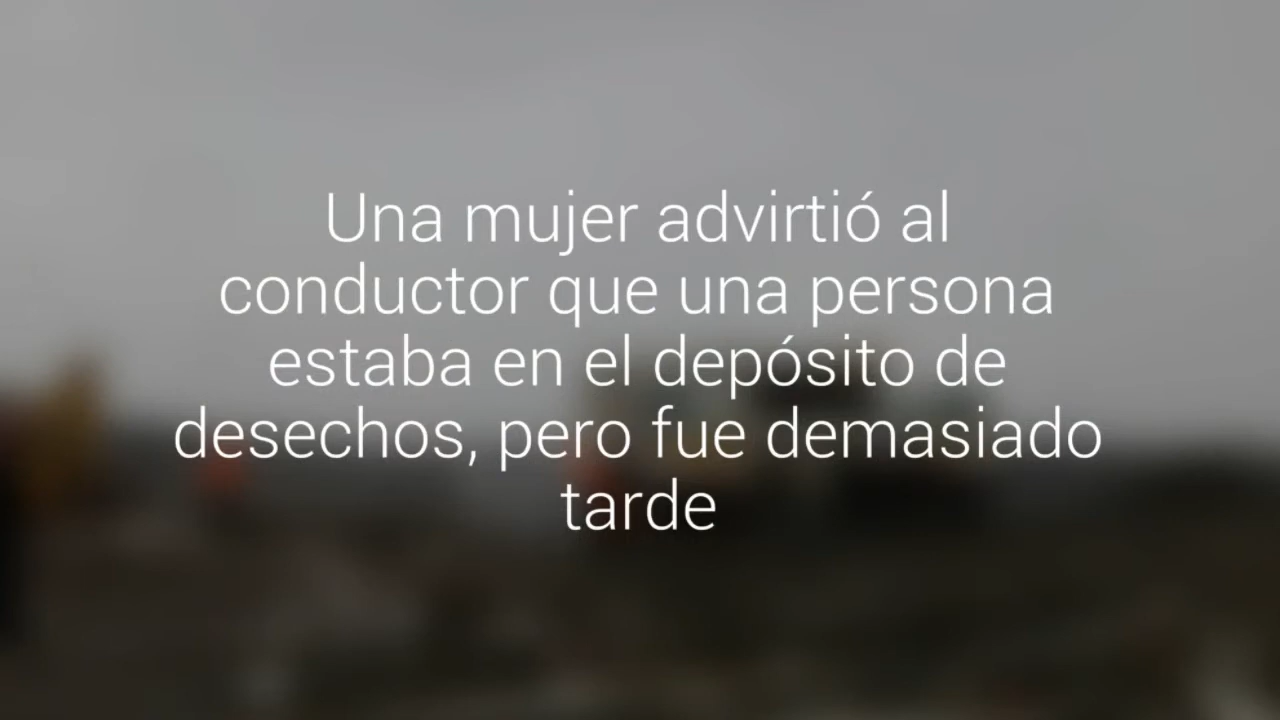 Una mujer advirtió al
conductor que una persona
estaba en el depósito de
desechos, pero fue demasiado
tarde